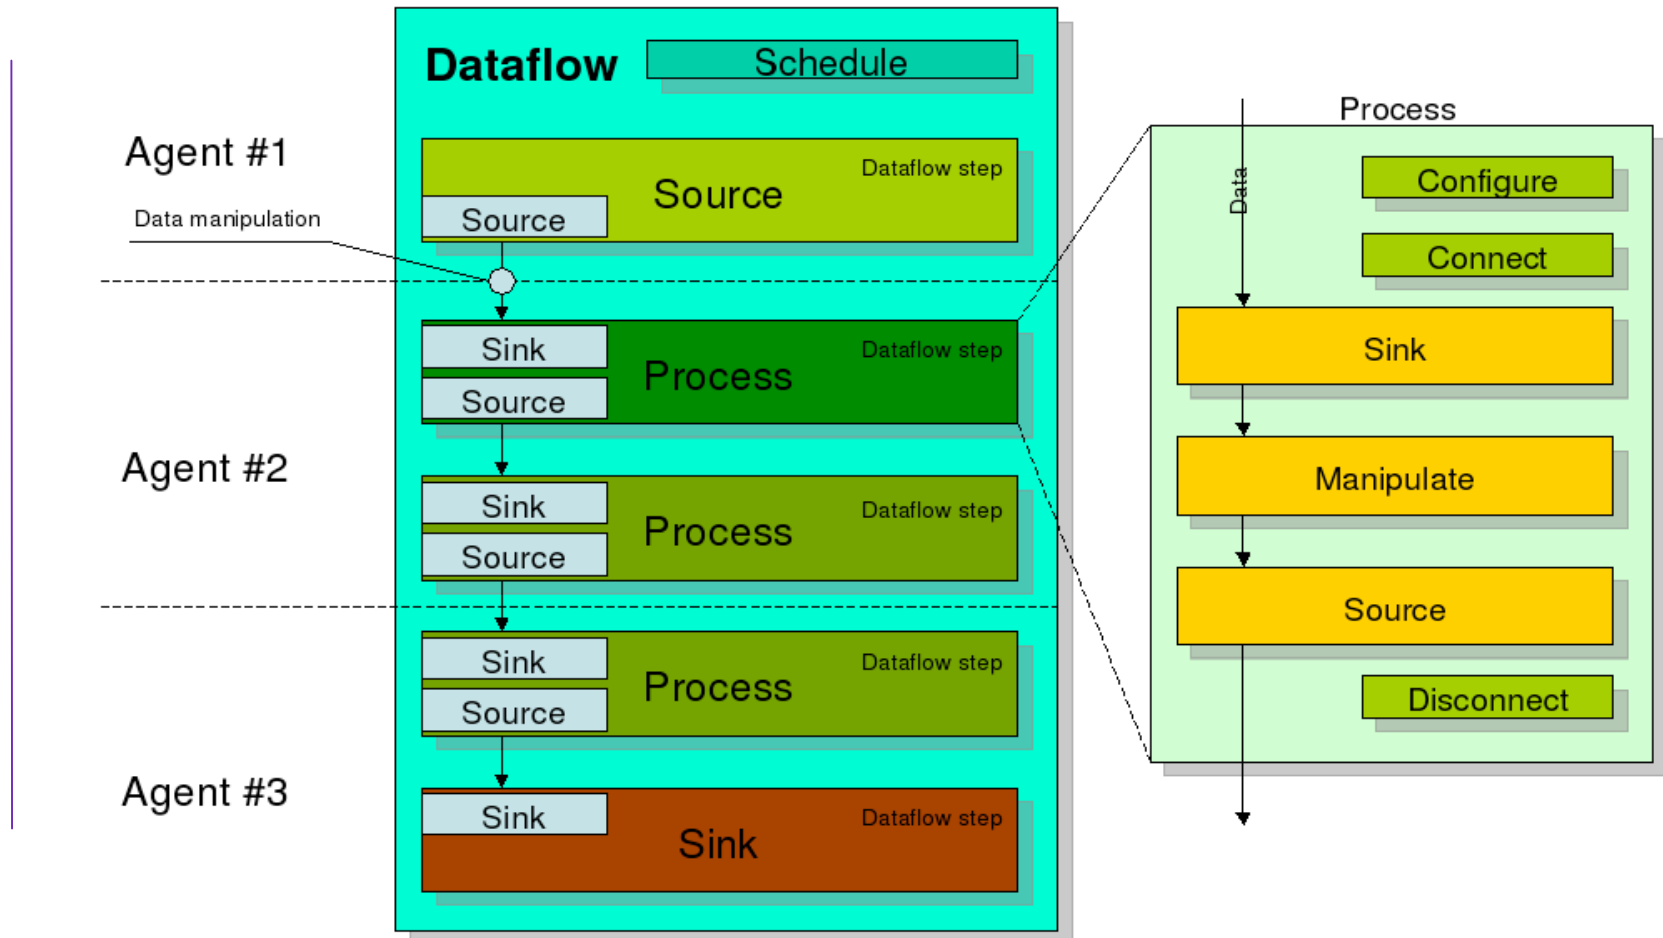 Dataflow
Schedule
Agent #1
Data manipulation
Dataflow step
Source
Source
Sink
Process
Dataflow step
Source
Agent #2
Sink
Process
Dataflow step
Source
Sink
Process
Dataflow step
Source
Agent #3
Sink
Sink
Dataflow step
Process
Data
Configure
Connect
Sink
Manipulate
Source
Disconnect